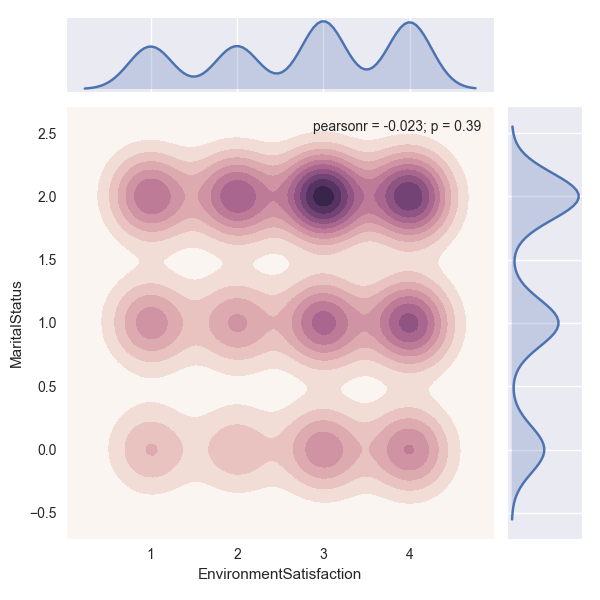 pearsonr = -0.023; p = 0.39
2.5
2.0
1.5
1.0
0.5
0.0
−0.5
MaritalStatus
1 2 3 4
EnvironmentSatisfaction